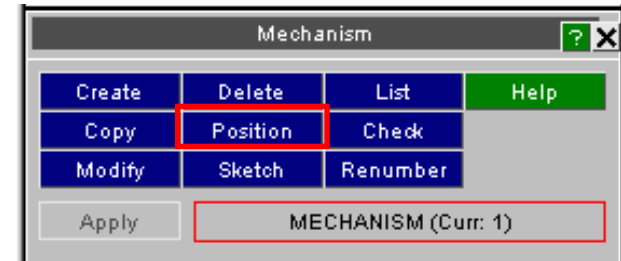 Mechanism ? X
Create Delete List Help
Copy Position Check
Modify Sketch Renumber
Apply MECHANISM (Curr: 1)